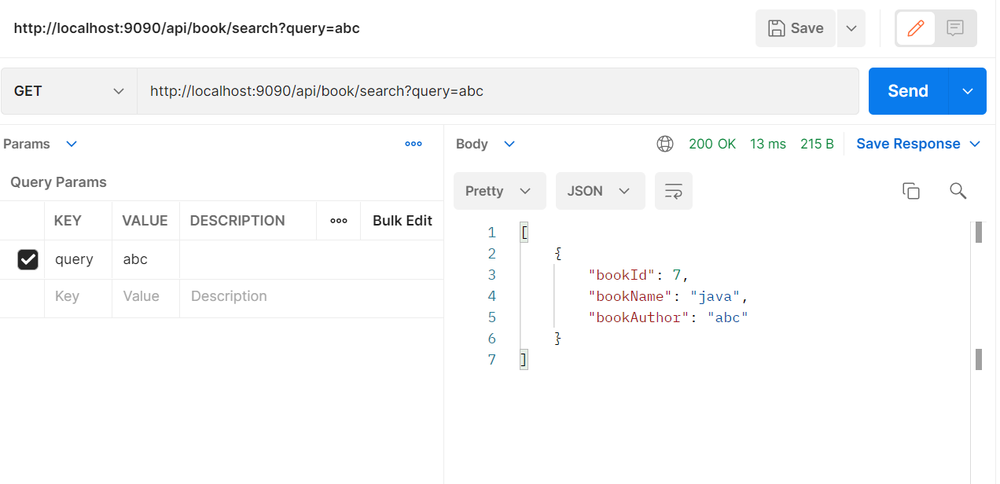 http://localhost:9090/api/book/search?query=abc
Save
GET
http://localhost:9090/api/book/search?query=abc
Send
Params
Query Params
KEY VALUE DESCRIPTION Bulk Edit
query abc
Key Value Description
Body
200 OK 13 ms 215 B Save Response
Pretty JSON
1 [
2 {
3 "bookId": 7,
4 "bookName": "java",
5 "bookAuthor": "abc"
6 }
7 ]